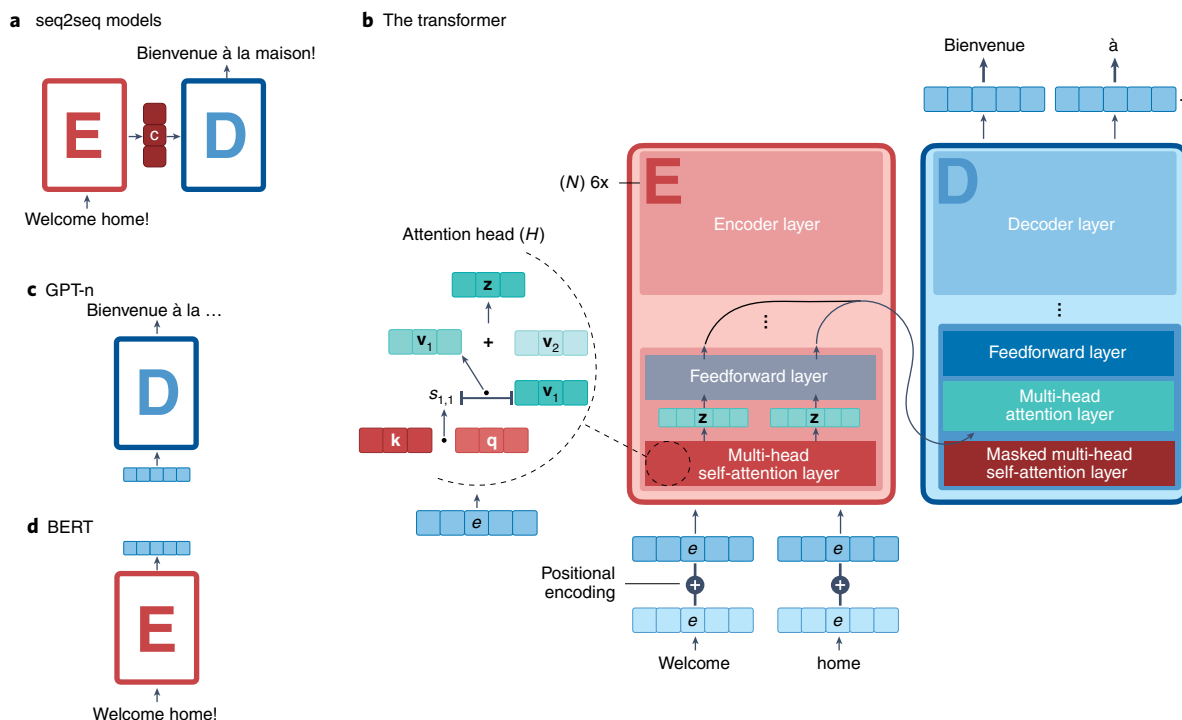 a seq2seq models
Bienvenue à la maison!
E
C
D
Welcome home!
c GPT-n
Bienvenue à la …
D
d BERT
E
Welcome home!
b The transformer
Bienvenue
à
(N) 6x
E
Encoder layer
D
Decoder layer
Attention head (H)
z
v1
+
v2
s1,1
v1
k
q
e
⋮
Feedforward layer
z
z
Multi-head
self-attention layer
⋮
Feedforward layer
Multi-head
attention layer
Masked multi-head
self-attention layer
e
e
Positional
encoding
+
+
e
e
Welcome
home